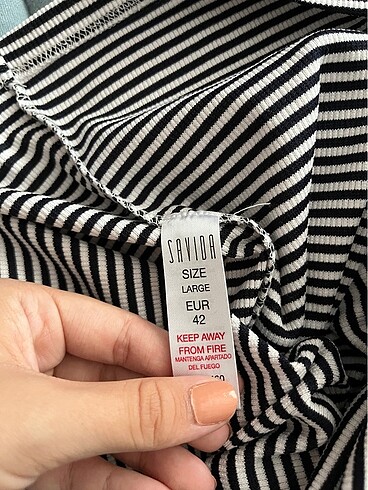 SAVIDA
SIZE
LARGE
EUR
42
KEEP AWAY
FROM FIRE
MANTENGA APARTADO
DEL FUEGO